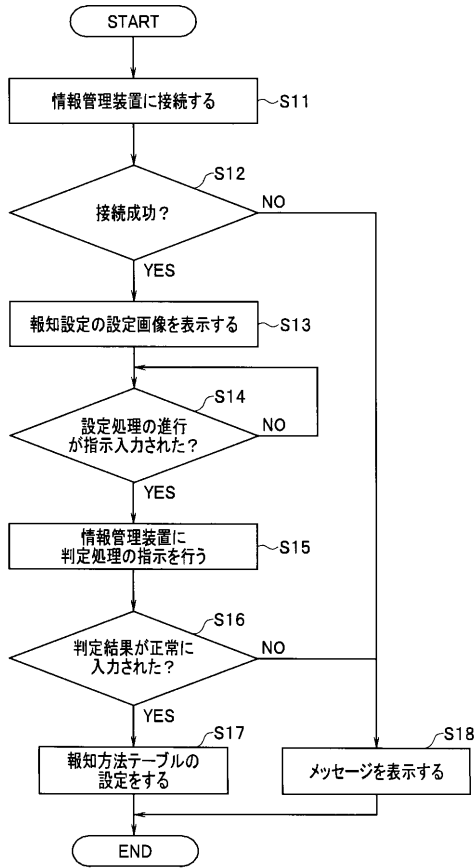 START
情報管理装置に接続する
S11
S12
接続成功？
NO
YES
報知設定の設定画像を表示する
S13
S14
設定処理の進行
が指示入力された？
NO
YES
情報管理装置に
判定処理の指示を行う
S15
S16
判定結果が正常に
入力された？
NO
YES
S17
報知方法テーブルの
設定をする
S18
メッセージを表示する
END